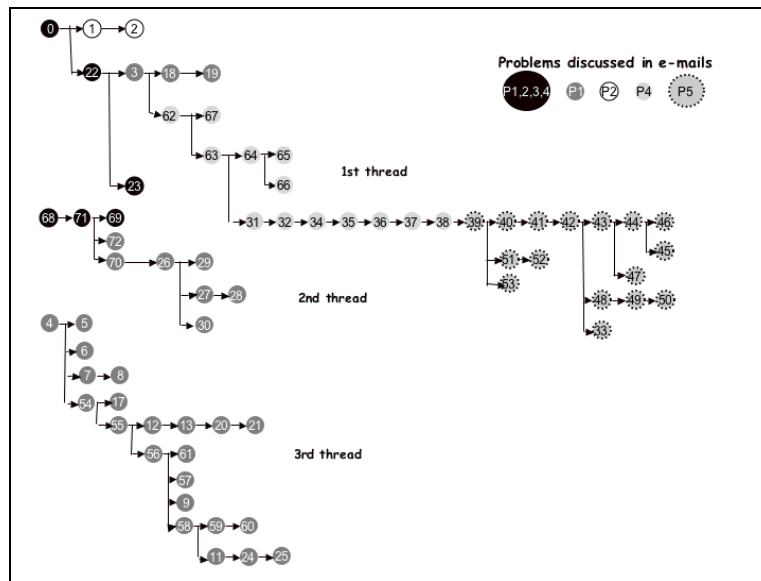 0 1 2
Problems discussed in e-mails
22 3 18 19
P1,2,3,4 P1 P2 P4 P5
62 67
63 64 65
1st thread
23 66
68 71 69 31 32 34 35 36 37 38 39 40 41 42 43 44 46
72
70 26 29 51 52 45
47
53
2nd thread
27 28 48 49 50
4 5 30 33
6
7 8
54 17
55 12 13 20 21
56 61
3rd thread
57
9
58 59 60
11 24 25